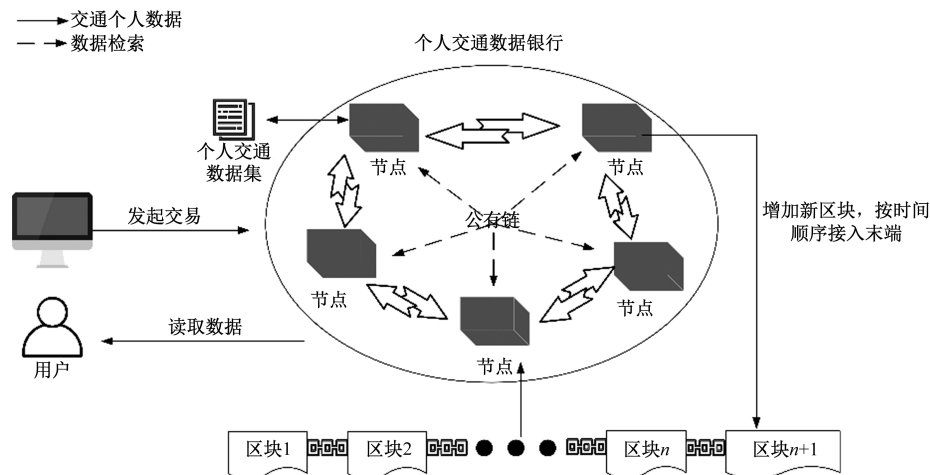 交通个人数据
数据检索
个人交通数据银行
个人交通
数据集
节点
节点
发起交易
公有链
增加新区块，按时间
顺序接入末端
节点
节点
读取数据
用户
节点
区块1
区块2
区块n
区块n+1